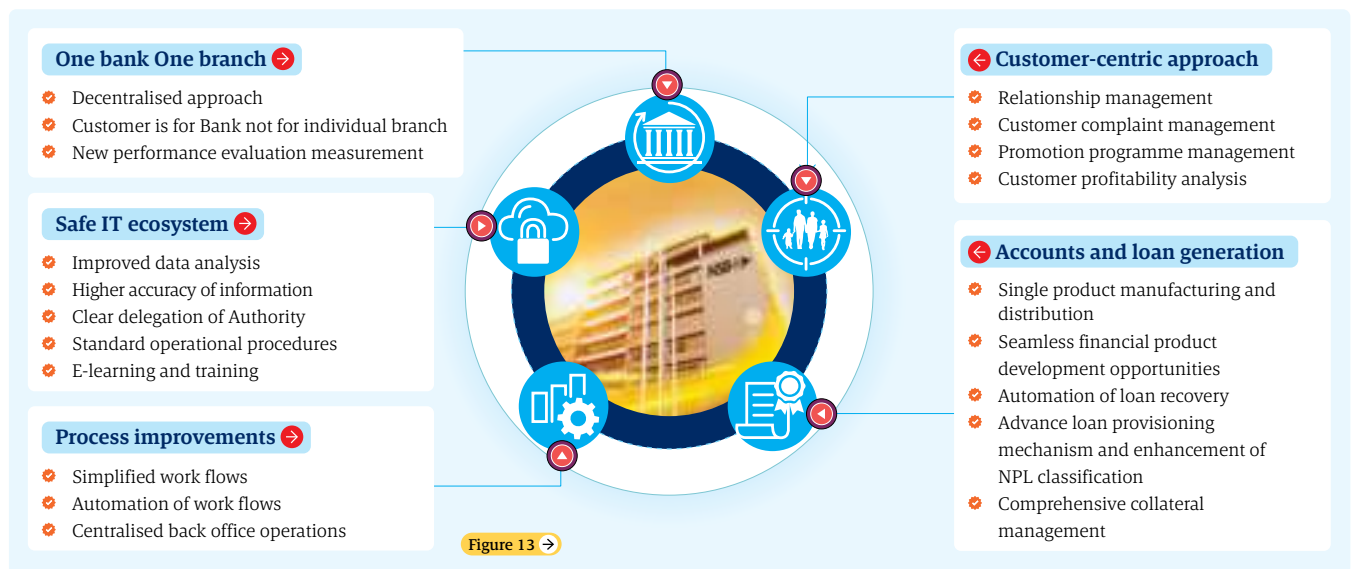 One bank One branch
Decentralised approach
Customer is for Bank not for individual branch
New performance evaluation measurement
Safe IT ecosystem
Improved data analysis
Higher accuracy of information
Clear delegation of Authority
Standard operational procedures
E-learning and training
Process improvements
Simplified work flows
Automation of work flows
Centralised back office operations
NSB
Figure 13
Customer-centric approach
Relationship management
Customer complaint management
Promotion programme management
Customer profitability analysis
Accounts and loan generation
Single product manufacturing and
distribution
Seamless financial product
development opportunities
Automation of loan recovery
Advance loan provisioning
mechanism and enhancement of
NPL classification
Comprehensive collateral
management